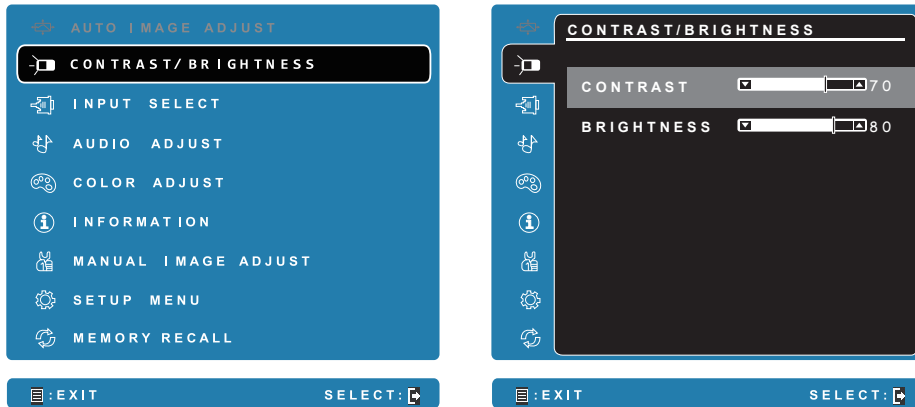 AUTO IMAGE ADJUST
CONTRAST/BRIGHTNESS
INPUT SELECT
AUDIO ADJUST
COLOR ADJUST
INFORMATION
MANUAL IMAGE ADJUST
SETUP MENU
MEMORY RECALL
:EXIT SELECT:
CONTRAST/BRIGHTNESS
CONTRAST 70
BRIGHTNESS 80
:EXIT SELECT: